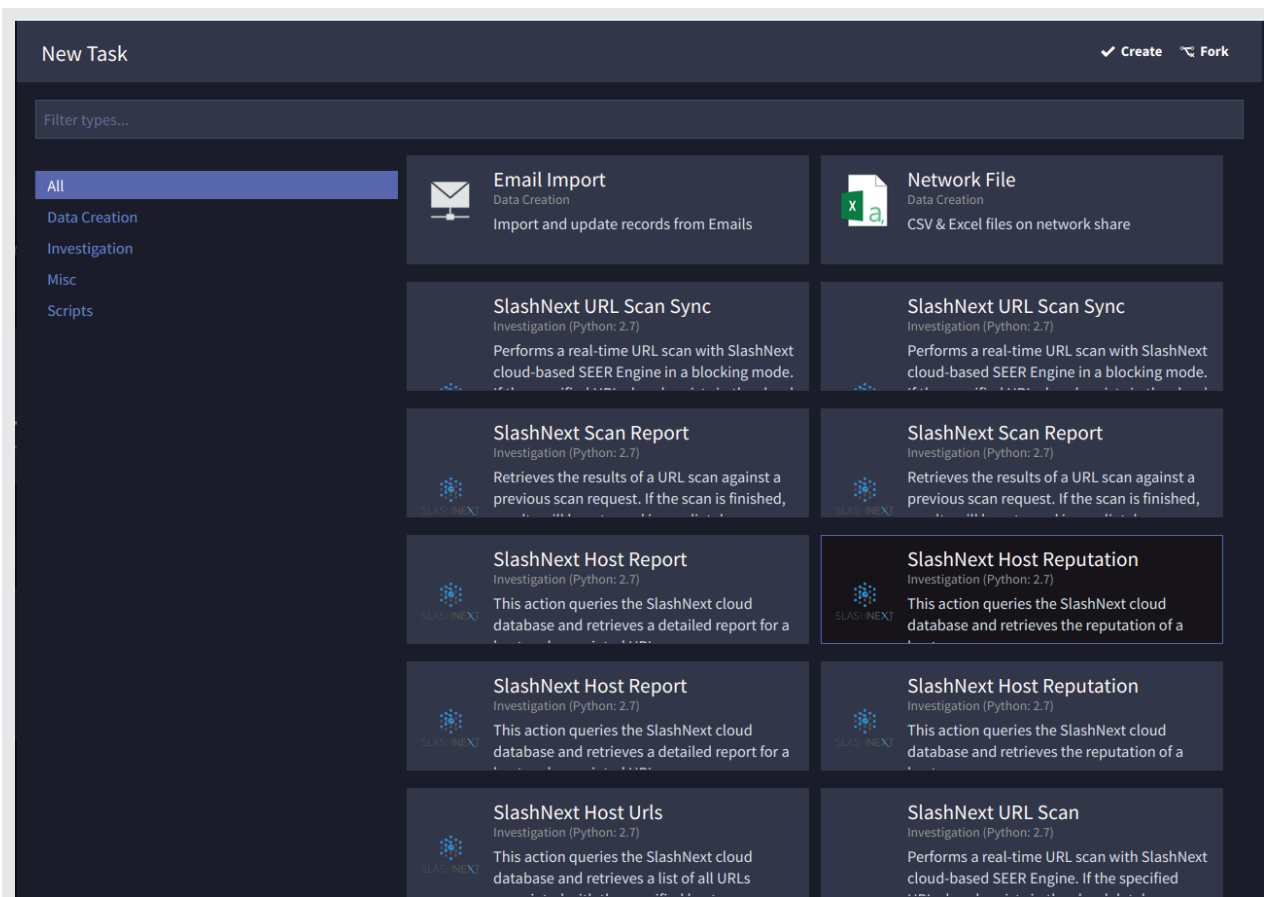 New Task
Create
Fork
Filter types...
All
Data Creation
Investigation
Misc
Scripts
Email Import
Data Creation
Import and update records from Emails
Network File
Data Creation
CSV & Excel files on network share
X
a,
SlashNext URL Scan Sync
Investigation (Python: 2.7)
Performs a real-time URL scan with SlashNext
cloud-based SEER Engine in a blocking mode.
SlashNext URL Scan Sync
Investigation (Python: 2.7)
Performs a real-time URL scan with SlashNext
cloud-based SEER Engine in a blocking mode.
SlashNext Scan Report
Investigation (Python: 2.7)
Retrieves the results of a URL scan against a
previous scan request. If the scan is finished,
SLASHNEXT
SlashNext Scan Report
Investigation (Python: 2.7)
Retrieves the results of a URL scan against a
previous scan request. If the scan is finished,
SLASHNEXT
SlashNext Host Report
Investigation (Python: 2.7)
This action queries the SlashNext cloud
database and retrieves a detailed report for a
SLASHNEXT
SlashNext Host Reputation
Investigation (Python: 2.7)
This action queries the SlashNext cloud
database and retrieves the reputation of a
SLASHNEXT
SlashNext Host Report
Investigation (Python: 2.7)
This action queries the SlashNext cloud
database and retrieves a detailed report for a
SLASHNEXT
SlashNext Host Reputation
Investigation (Python: 2.7)
This action queries the SlashNext cloud
database and retrieves the reputation of a
SLASHNEXT
SlashNext Host Urls
Investigation (Python: 2.7)
This action queries the SlashNext cloud
database and retrieves a list of all URLs
SLASHNEXT
SlashNext URL Scan
Investigation (Python: 2.7)
Performs a real-time URL scan with SlashNext
cloud-based SEER Engine. If the specified